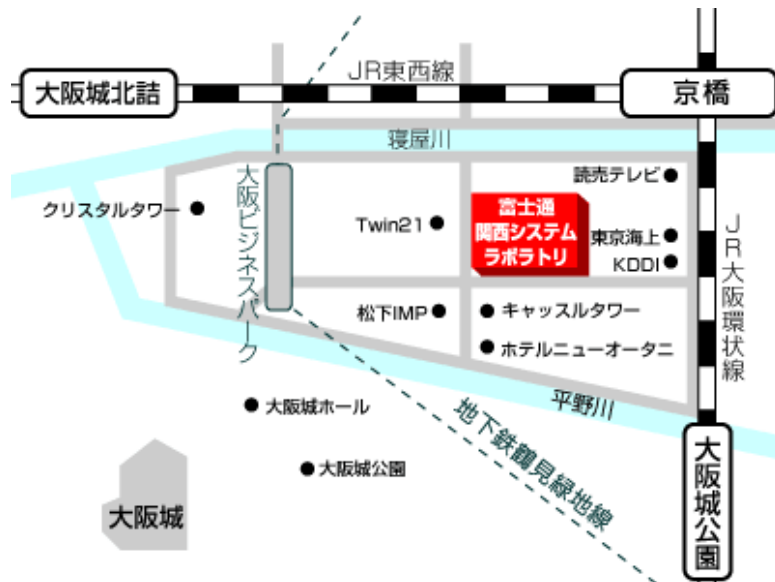 JR東西線
大阪城北詰
京橋
寝屋川
読売テレビ
クリスタルタワー
大阪ビジネスパーク
Twin21
富士通
関西システム
ラボラトリ
東京海上
KDDI
JR大阪環状線
松下IMP
キャッスルタワー
ホテルニューオータニ
平野川
大阪城ホール
地下鉄鶴見緑地線
大阪城公園
大阪城
大阪城公園